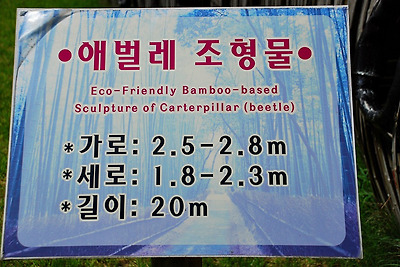 •애벌레 조형물•
Eco-Friendly Bamboo-based
Sculpture of Carterpillar (beetle)
*가로: 2.5-2.8m
*세로: 1.8-2.3m
*길이: 20m